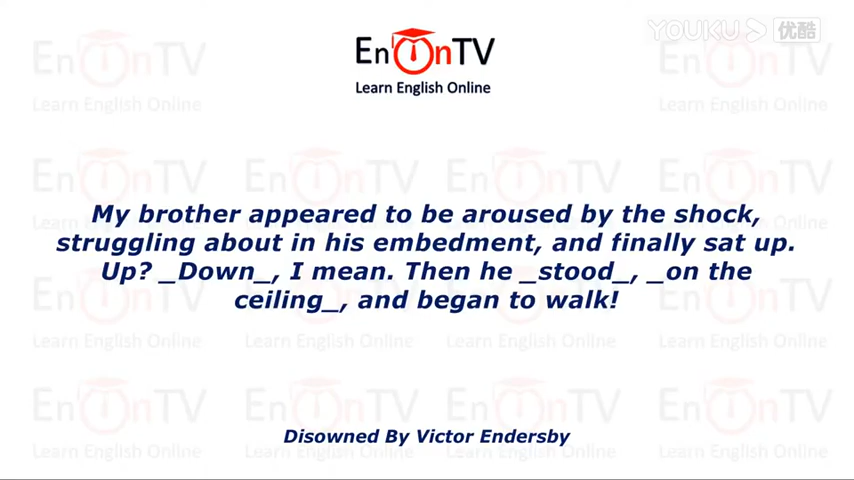 YOUKU 优酷
EnOnTV
Learn English Online
My brother appeared to be aroused by the shock,
struggling about in his embedment, and finally sat up.
Up? _Down_, I mean. Then he _stood_, _on the
ceiling_, and began to walk!
Disowned By Victor Endersby